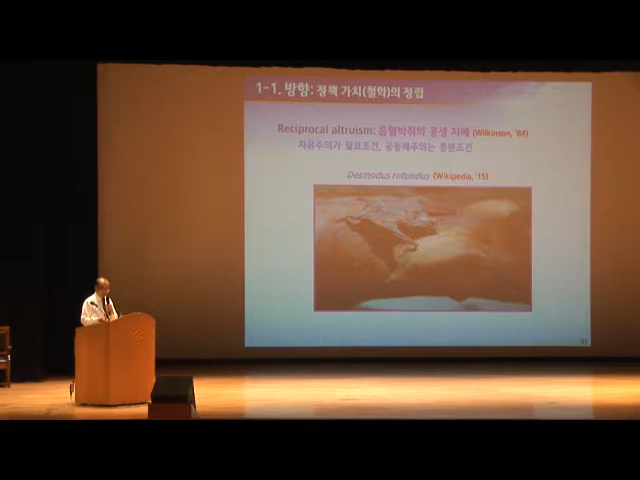 1-1. 방향: 정책 가치(철학)의 정립
Reciprocal altruism: 흡혈박쥐의 공생 지혜 (Wilkinson, '84)
자유주의가 필요조건, 공동체주의는 충분조건
Desmodus rotundus (Wikipedia, '15)